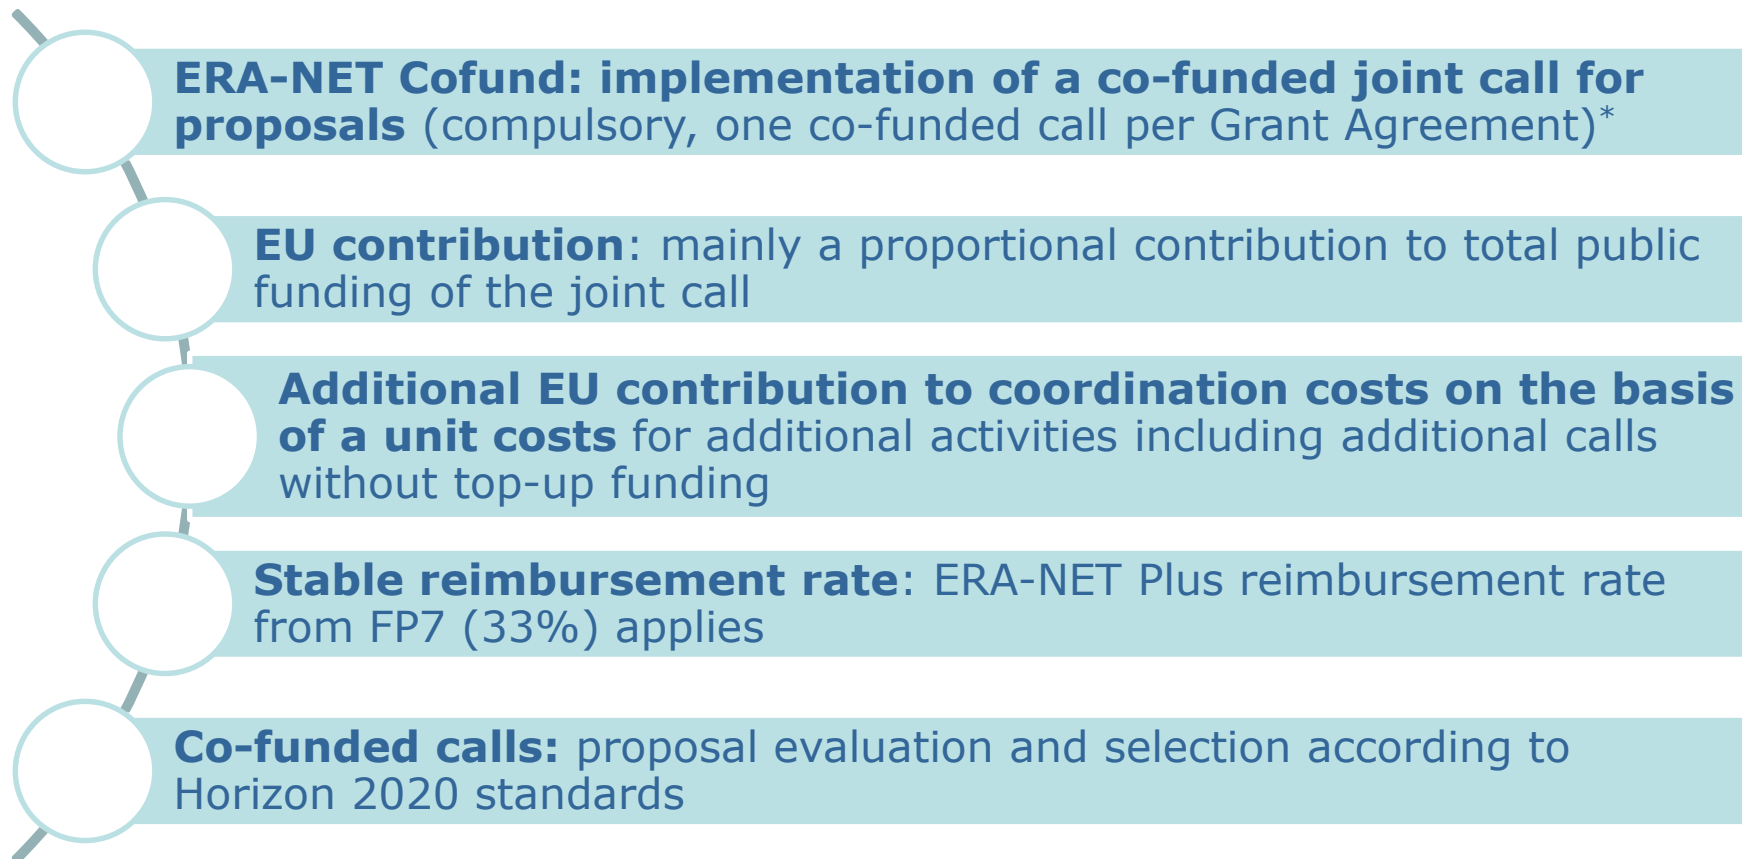 ERA-NET Cofund: implementation of a co-funded joint call for
proposals (compulsory, one co-funded call per Grant Agreement)*
EU contribution: mainly a proportional contribution to total public
funding of the joint call
Additional EU contribution to coordination costs on the basis
of a unit costs for additional activities including additional calls
without top-up funding
Stable reimbursement rate: ERA-NET Plus reimbursement rate
from FP7 (33%) applies
Co-funded calls: proposal evaluation and selection according to
Horizon 2020 standards